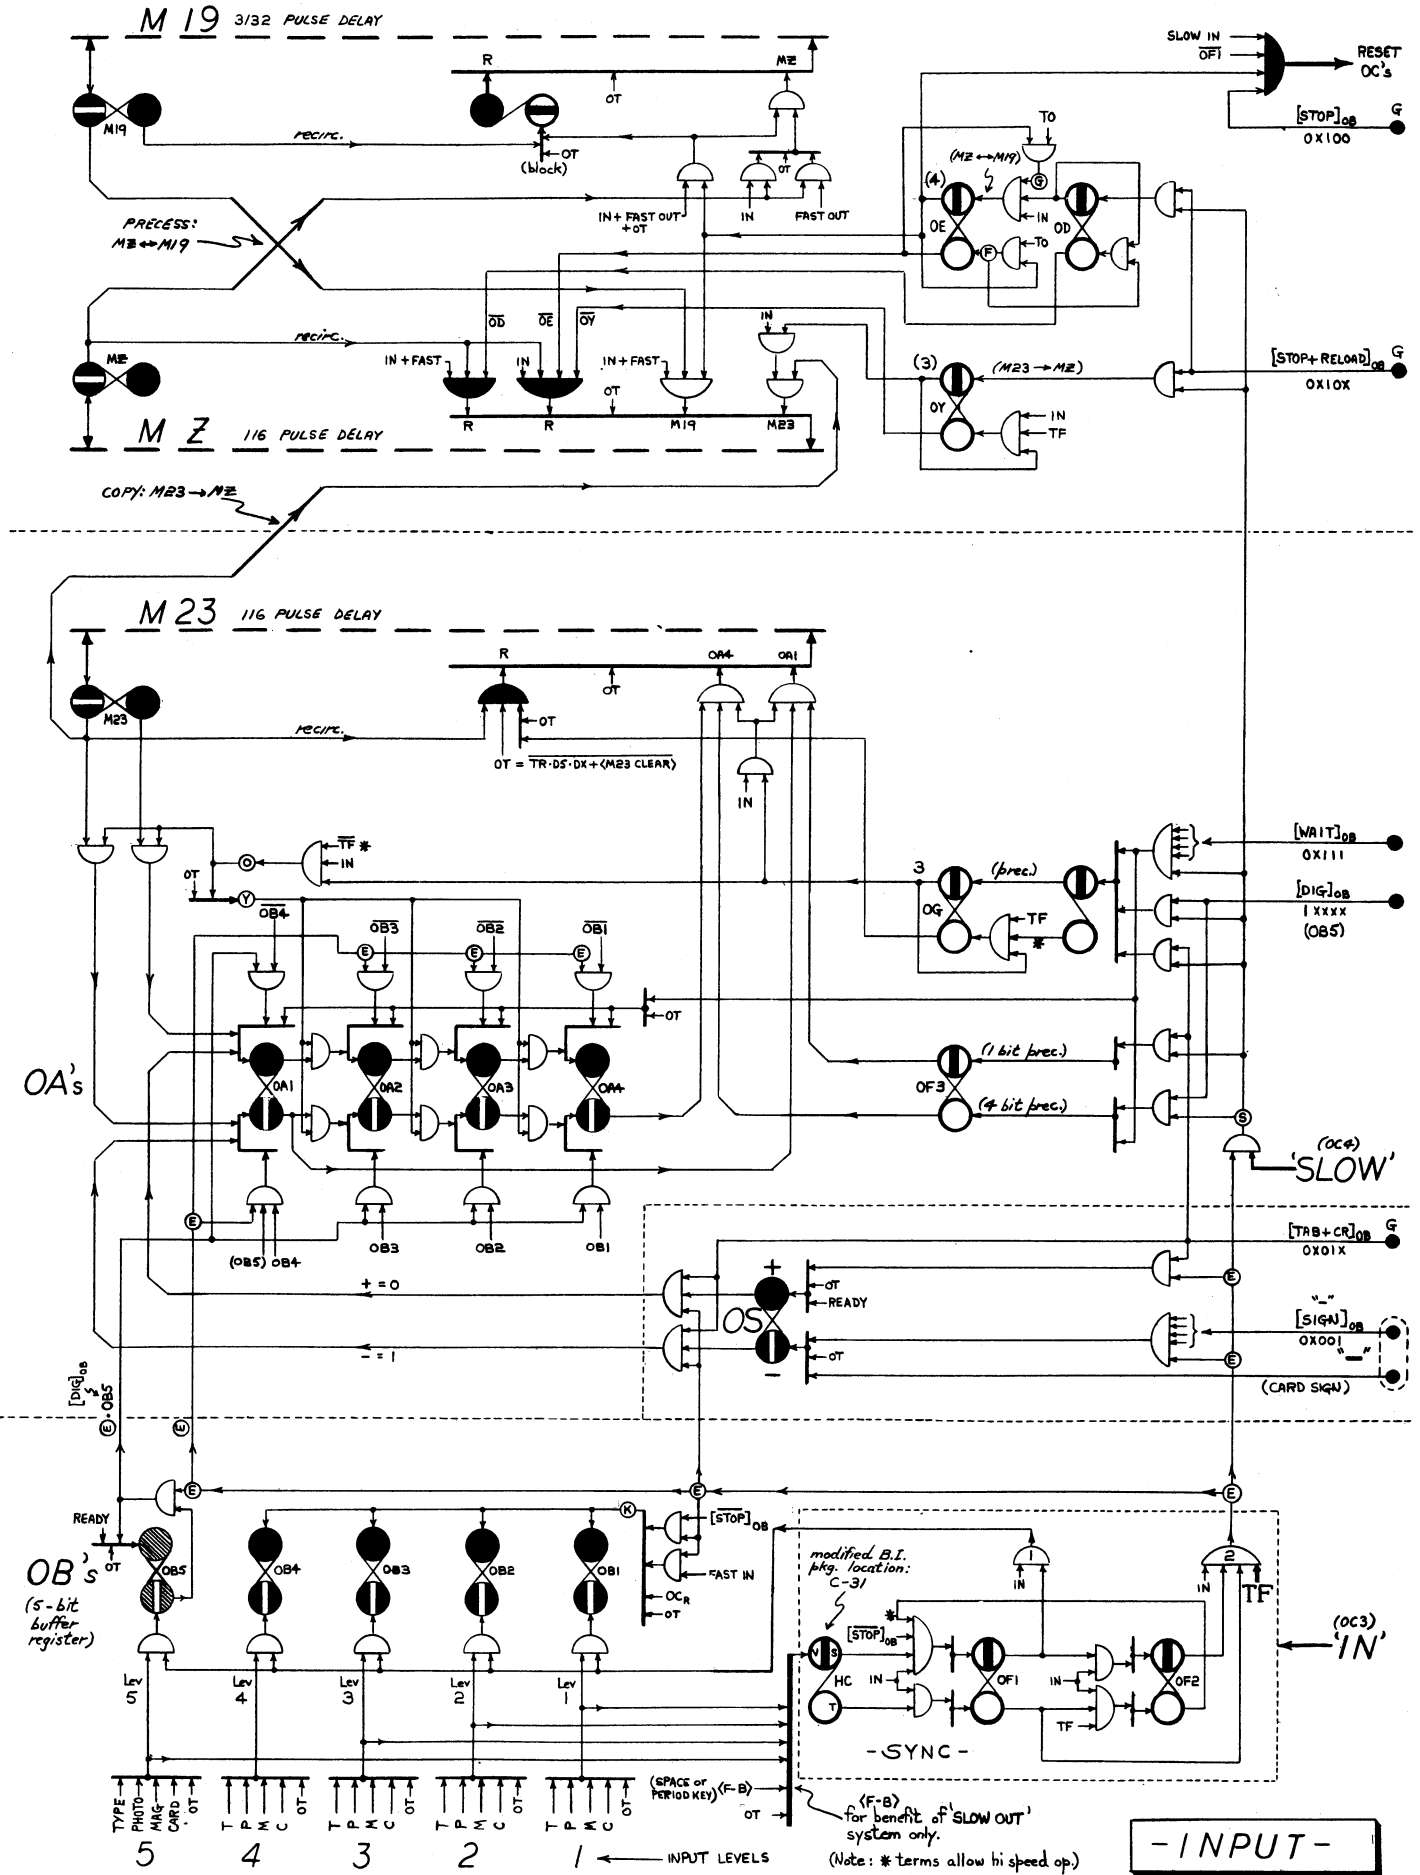 M 19 3/32 PULSE DELAY
SLOW IN
OF1
RESET
OC's
[STOP]OB G
0X100
R
MZ
OT
M19
recirc.
OT
(block)
TO
(MZ↔M19)
(4)
G
IN
OE
OD
TO
F
PRECESS:
MZ↔M19
IN + FAST OUT
+OT
IN
OT
FAST OUT
recirc.
OD
OE
OY
MZ
IN + FAST
IN
IN + FAST
IN
OT
R
R
M19
M23
(3)
(M23→MZ)
OY
IN
TF
[STOP+RELOAD]OB G
0X10X
M Z 116 PULSE DELAY
COPY: M23→MZ
M 23 116 PULSE DELAY
R
OA4
OA1
OT
M23
recirc.
OT
OT = TR·DS·DX+(M23 CLEAR)
IN
TF *
IN
O
OT
Y
3
(prec.)
OG
TF
*
[WAIT]OB
0X111
[DIG]OB
1XXXX
(OB5)
OB4
OB3
OB2
OB1
E
E
E
OT
OA's
OA1
OA2
OA3
OA4
(1 bit prec.)
OF3
(4 bit prec.)
S
(OC4)
'SLOW'
E
(OB5) OB4
OB3
OB2
OB1
[TAB+CR]OB G
0X01X
E
+ = 0
+
OT
READY
OS
"-"
[SIGN]OB
0X001
"—"
E
- = 1
OT
-
(CARD SIGN)
[DIG]OB
E · OB5
E
E
E
E
READY
OT
OB's
(5-bit
buffer
register)
OB5
OB4
OB3
OB2
OB1
K
[STOP]OB
FAST IN
OCR
OT
modified B.I.
pkg. location:
C-31
1
IN
2
IN
TF
(OC3)
'IN'
*
[STOP]OB
V S
HC
T
IN
OF1
IN
TF
OF2
- SYNC -
Lev
5
Lev
4
Lev
3
Lev
2
Lev
1
(SPACE or
PERIOD KEY) ⟨F-B⟩
OT
⟨F-B⟩
for benefit of 'SLOW OUT'
system only.
(Note: * terms allow hi speed op.)
TYPE PHOTO MAG CARD OT
T P M C OT
T P M C OT
T P M C OT
T P M C OT
5 4 3 2 1 ← INPUT LEVELS
- INPUT -